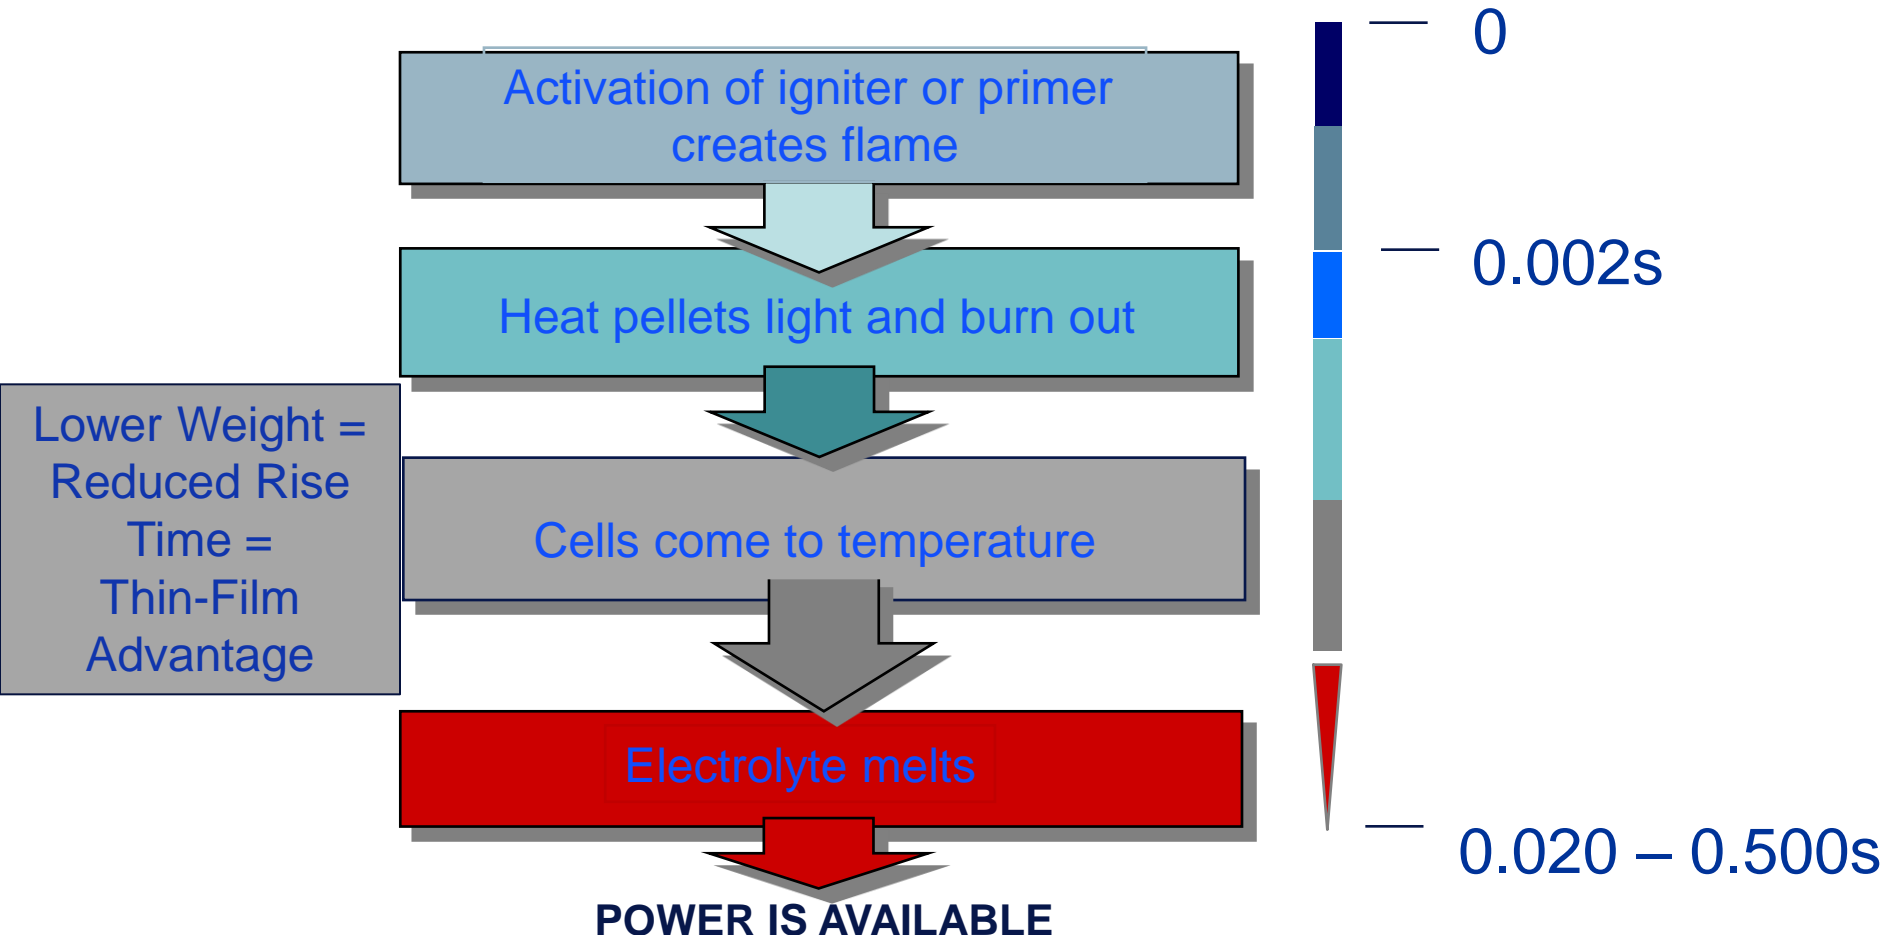 Activation of igniter or primer
creates flame
Heat pellets light and burn out
Lower Weight =
Reduced Rise
Time =
Thin-Film
Advantage
Cells come to temperature
Electrolyte melts
POWER IS AVAILABLE
0
0.002s
0.020 – 0.500s